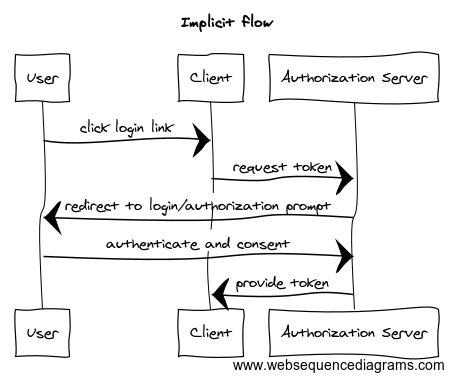 Implicit flow
User
Client
Authorization Server
click login link
request token
redirect to login/authorization prompt
authenticate and consent
provide token
User
Client
Authorization Server
www.websequencediagrams.com